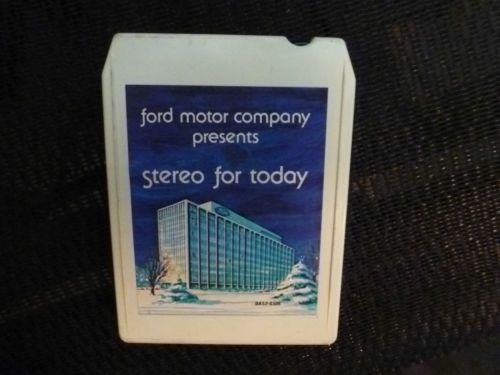 ford motor company
presents
stereo for today